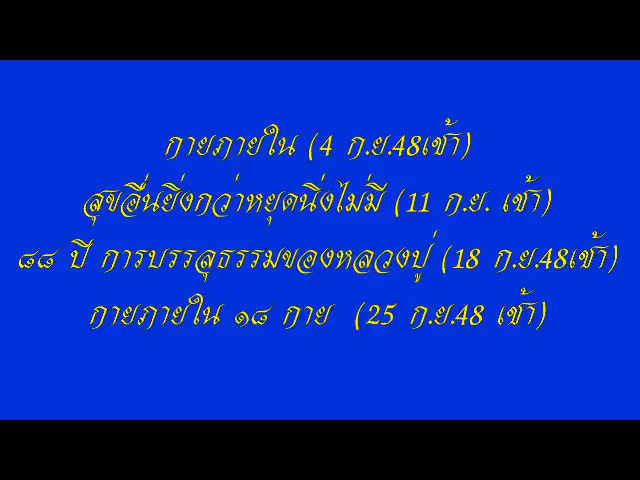 กายภายใน (4 ก.ย.48เช้า)
สุขอื่นยิ่งกว่าหยุดนิ่งไม่มี (11 ก.ย. เช้า)
๘๘ ปี การบรรลุธรรมของหลวงปู่ (18 ก.ย.48เช้า)
กายภายใน ๑๘ กาย (25 ก.ย.48 เช้า)